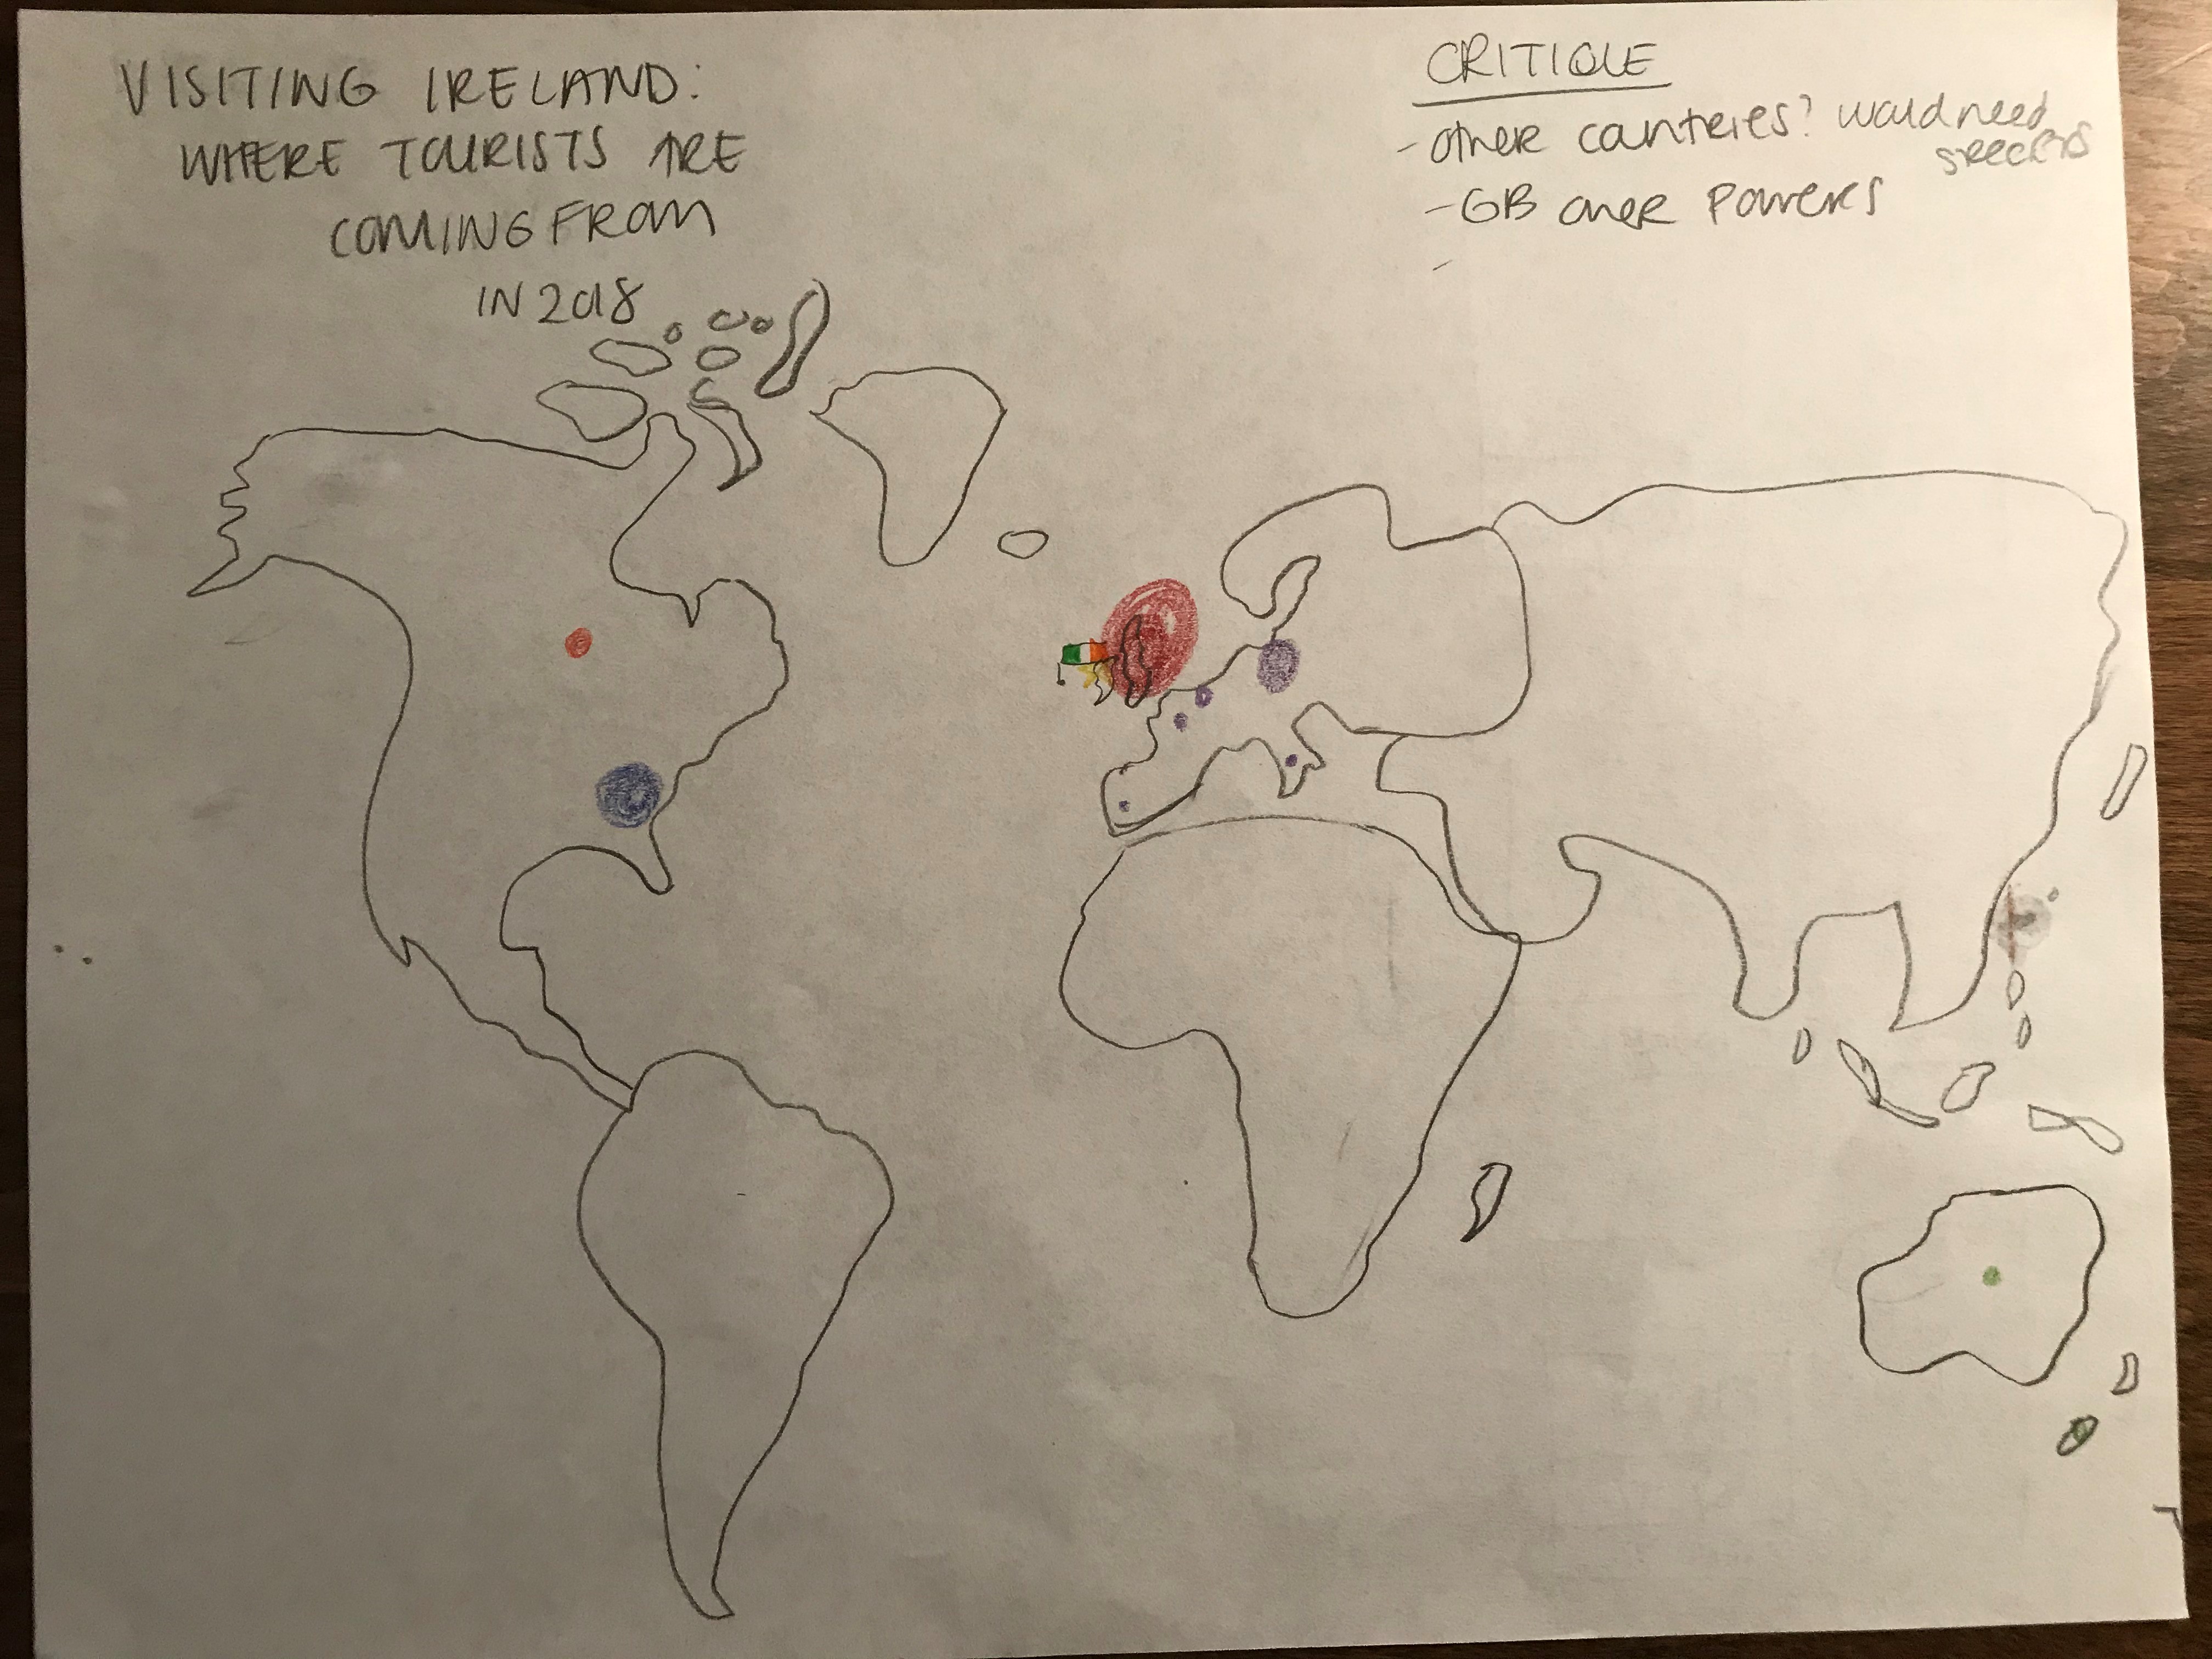 VISITING IRELAND:
WHERE TOURISTS ARE
COMING FROM
IN 2018
CRITIQUE
- other countries? would need
specifics
- GB over powers
-